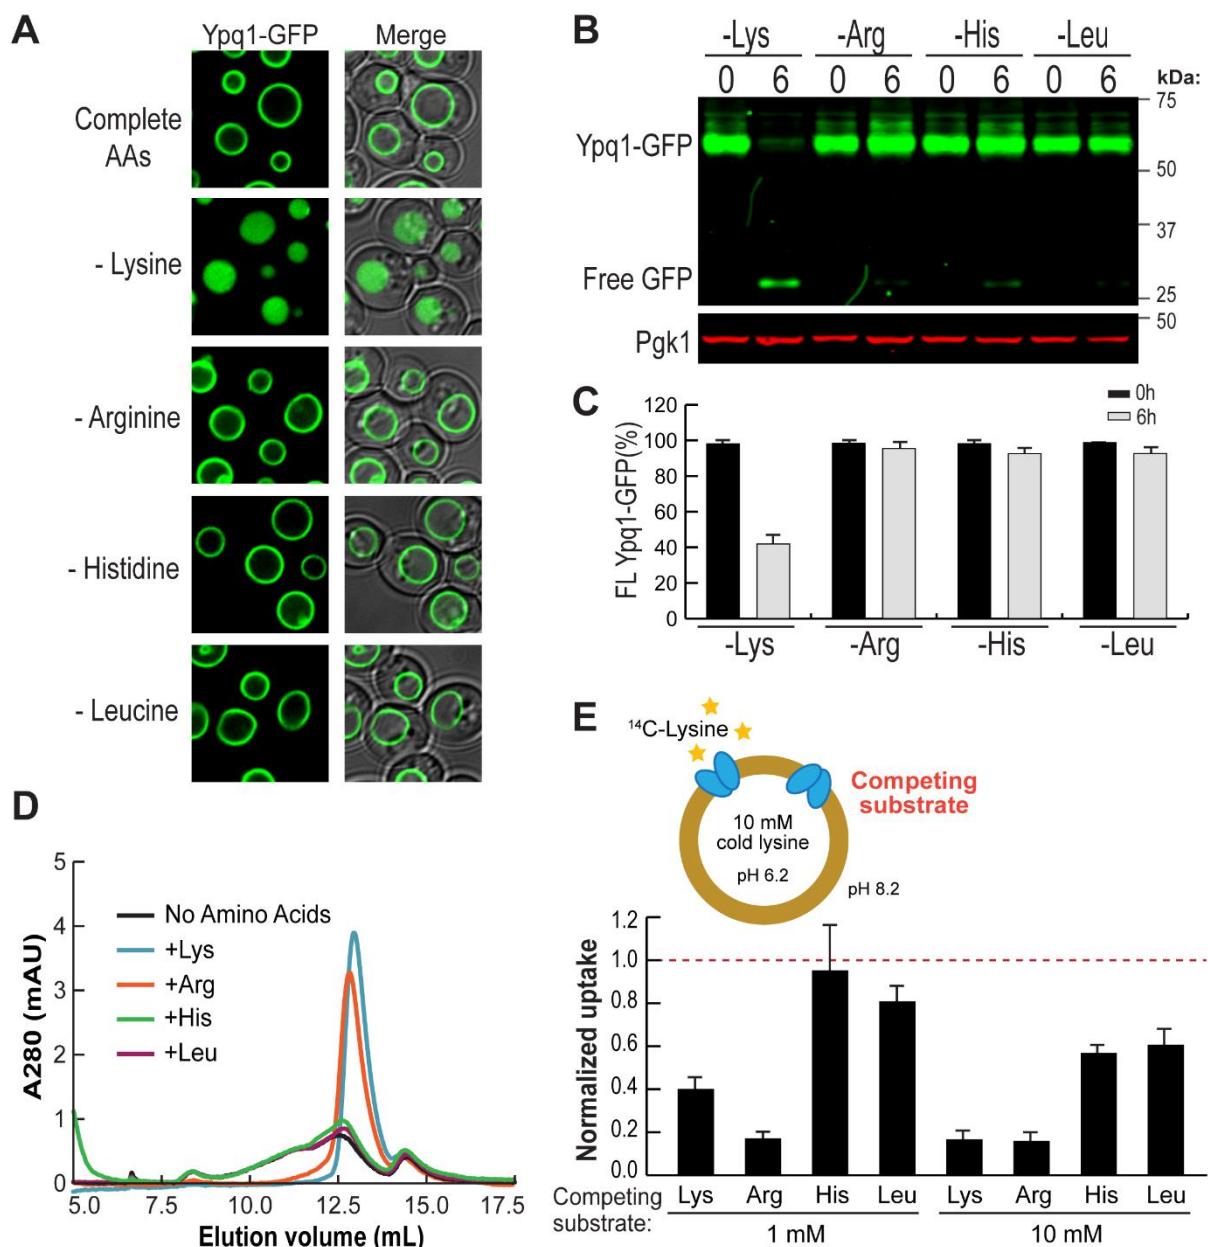 A
Ypq1-GFP
Merge
Complete
AAs
- Lysine
- Arginine
- Histidine
- Leucine
B
-Lys -Arg -His -Leu
0 6 0 6 0 6 0 6 kDa:
75
Ypq1-GFP
50
37
Free GFP
25
50
Pgk1
C
0h
6h
FL Ypq1-GFP(%)
120
100
80
60
40
20
0
-Lys -Arg -His -Leu
D
A280 (mAU)
5
4
3
2
1
0
No Amino Acids
+Lys
+Arg
+His
+Leu
5.0 7.5 10.0 12.5 15.0 17.5
Elution volume (mL)
E
14C-Lysine
Competing
substrate
10 mM
cold lysine
pH 6.2
pH 8.2
Normalized uptake
1.2
1.0
0.8
0.6
0.4
0.2
0.0
Competing
substrate:
Lys Arg His Leu Lys Arg His Leu
1 mM 10 mM